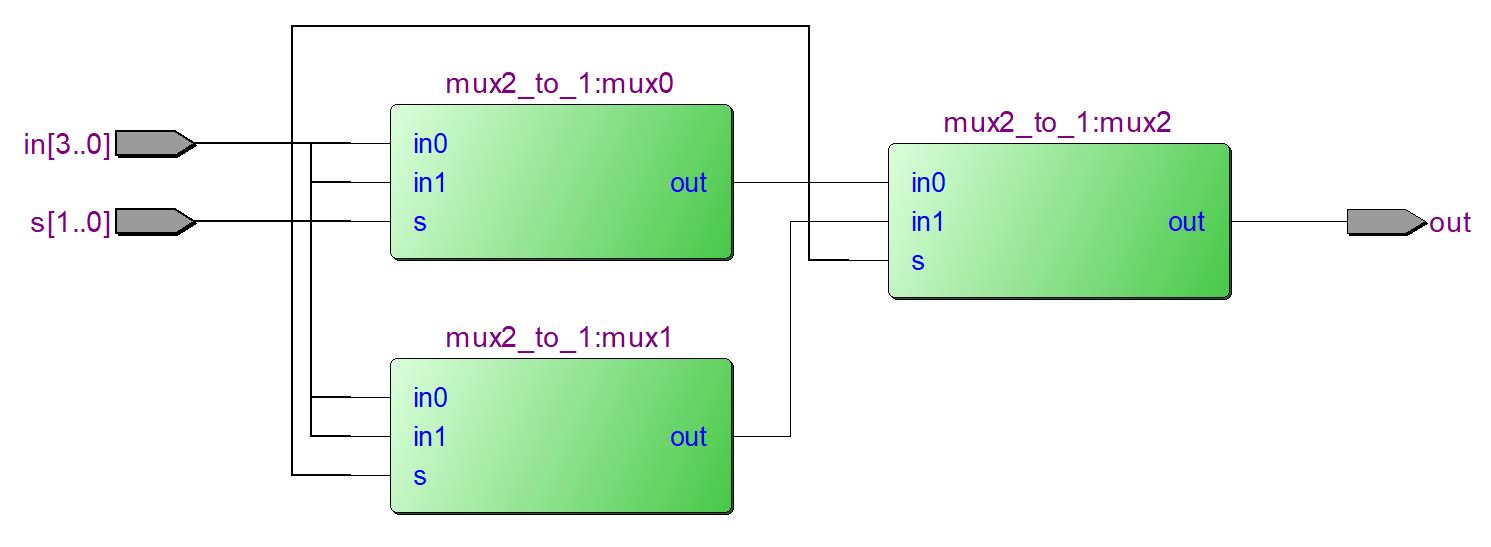 mux2_to_1:mux0
in[3..0]
in0
in1
out
s[1..0]
s
mux2_to_1:mux2
in0
in1
out
s
out
mux2_to_1:mux1
in0
in1
out
s